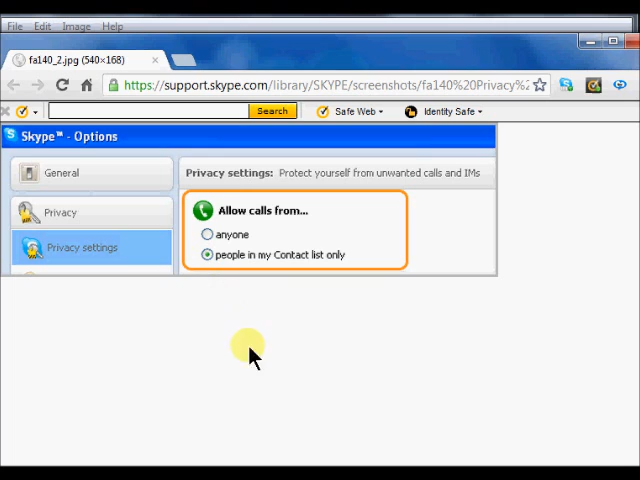 File Edit Image Help
fa140_2.jpg (540×168)
https://support.skype.com/library/SKYPE/screenshots/fa140%20Privacy%2
Search Safe Web Identity Safe
Skype™ - Options
General
Privacy settings: Protect yourself from unwanted calls and IMs
Privacy
Allow calls from...
anyone
Privacy settings
people in my Contact list only